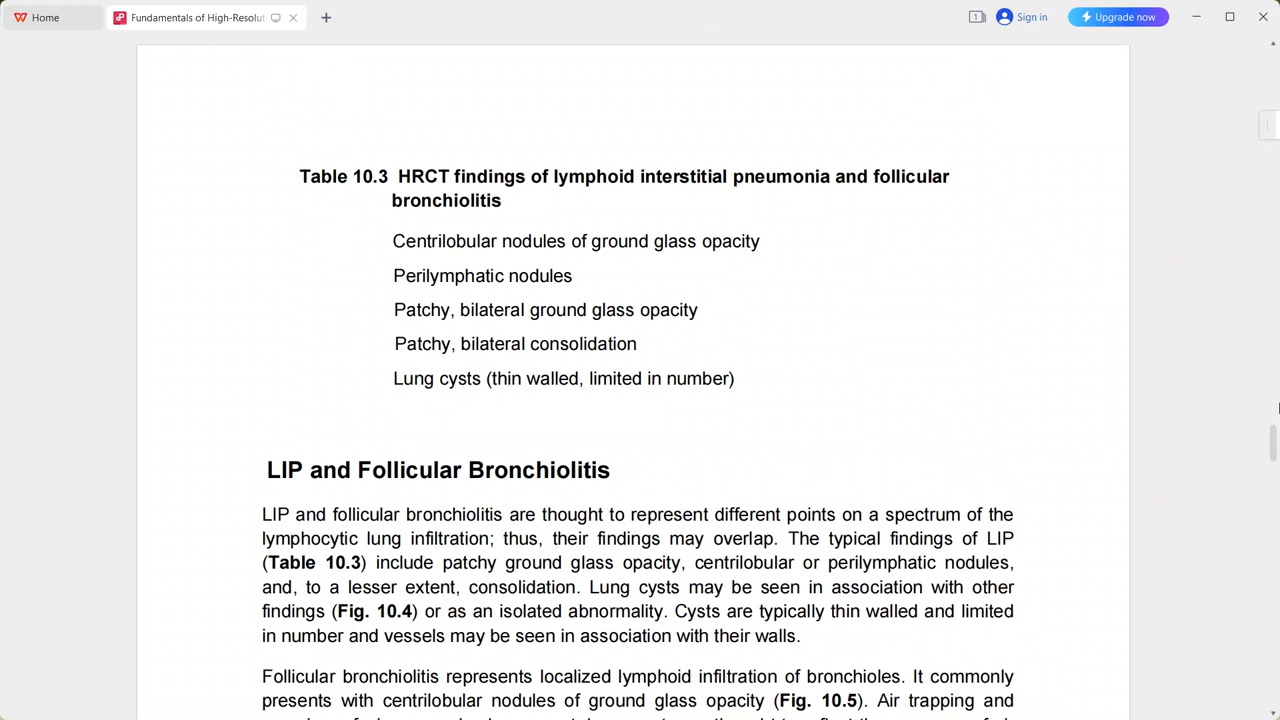 Home
Fundamentals of High-Resolut
1
Sign in
Upgrade now
Table 10.3 HRCT findings of lymphoid interstitial pneumonia and follicular
bronchiolitis
Centrilobular nodules of ground glass opacity
Perilymphatic nodules
Patchy, bilateral ground glass opacity
Patchy, bilateral consolidation
Lung cysts (thin walled, limited in number)
LIP and Follicular Bronchiolitis
LIP and follicular bronchiolitis are thought to represent different points on a spectrum of the
lymphocytic lung infiltration; thus, their findings may overlap. The typical findings of LIP
(Table 10.3) include patchy ground glass opacity, centrilobular or perilymphatic nodules,
and, to a lesser extent, consolidation. Lung cysts may be seen in association with other
findings (Fig. 10.4) or as an isolated abnormality. Cysts are typically thin walled and limited
in number and vessels may be seen in association with their walls.
Follicular bronchiolitis represents localized lymphoid infiltration of bronchioles. It commonly
presents with centrilobular nodules of ground glass opacity (Fig. 10.5). Air trapping and